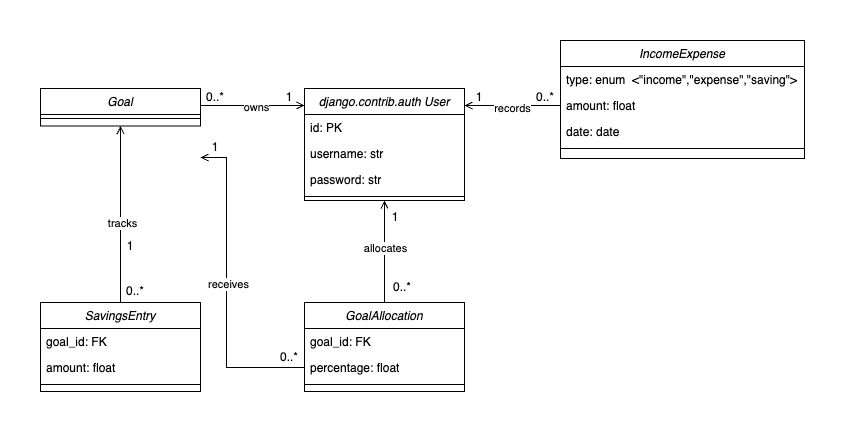 IncomeExpense
type: enum  <"income","expense","saving">
amount: float
date: date
Goal
0..*
owns
1
django.contrib.auth User
id: PK
username: str
password: str
1
records
0..*
1
tracks
1
0..*
receives
1
allocates
0..*
SavingsEntry
goal_id: FK
amount: float
0..*
GoalAllocation
goal_id: FK
percentage: float